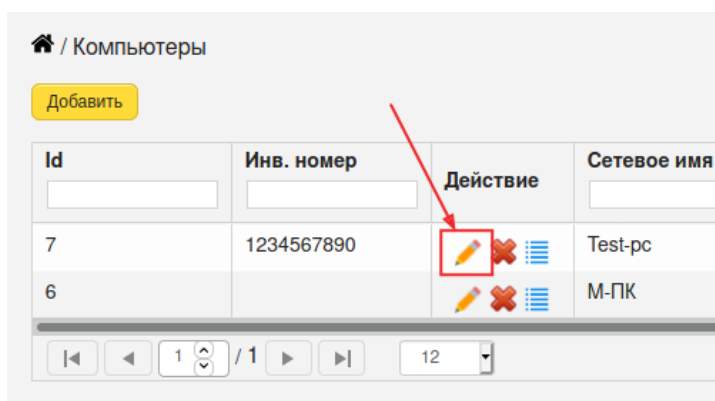 / Компьютеры
Добавить
Id Инв. номер Действие Сетевое имя
7 1234567890 Test-pc
6 М-ПК
1 / 1 12